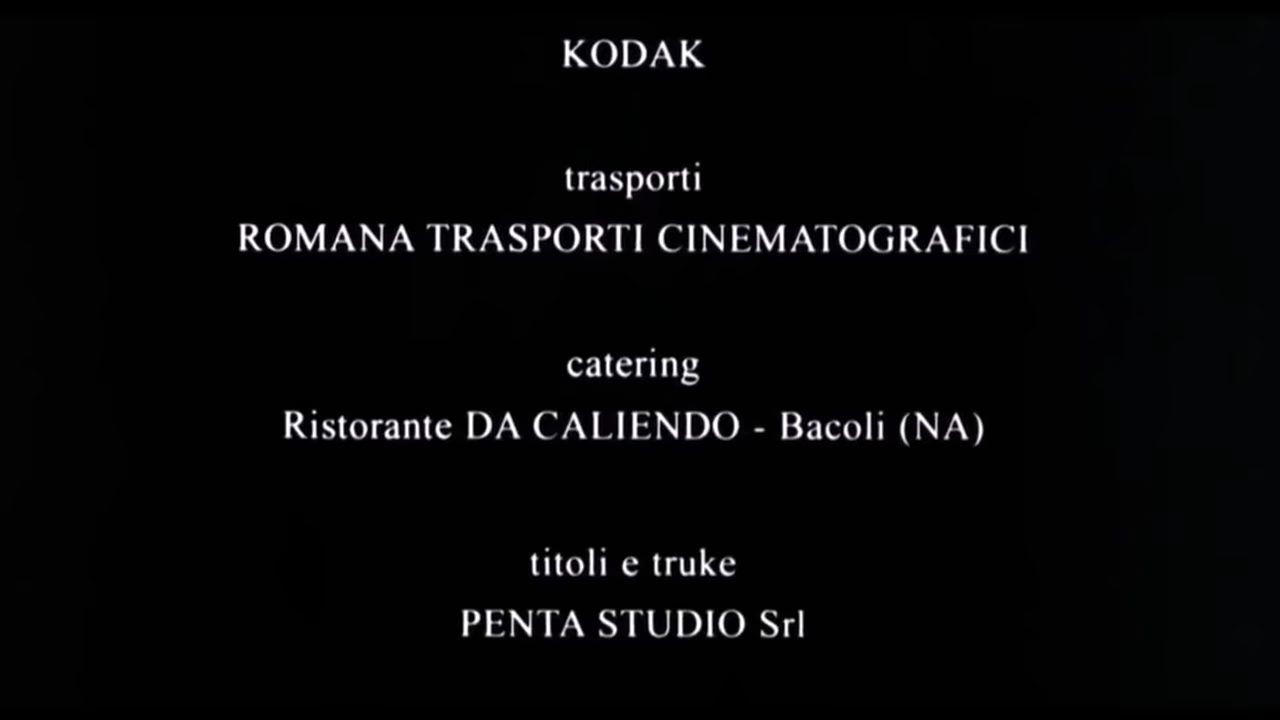 KODAK
trasporti
ROMANA TRASPORTI CINEMATOGRAFICI
catering
Ristorante DA CALIENDO - Bacoli (NA)
titoli e truke
PENTA STUDIO Srl